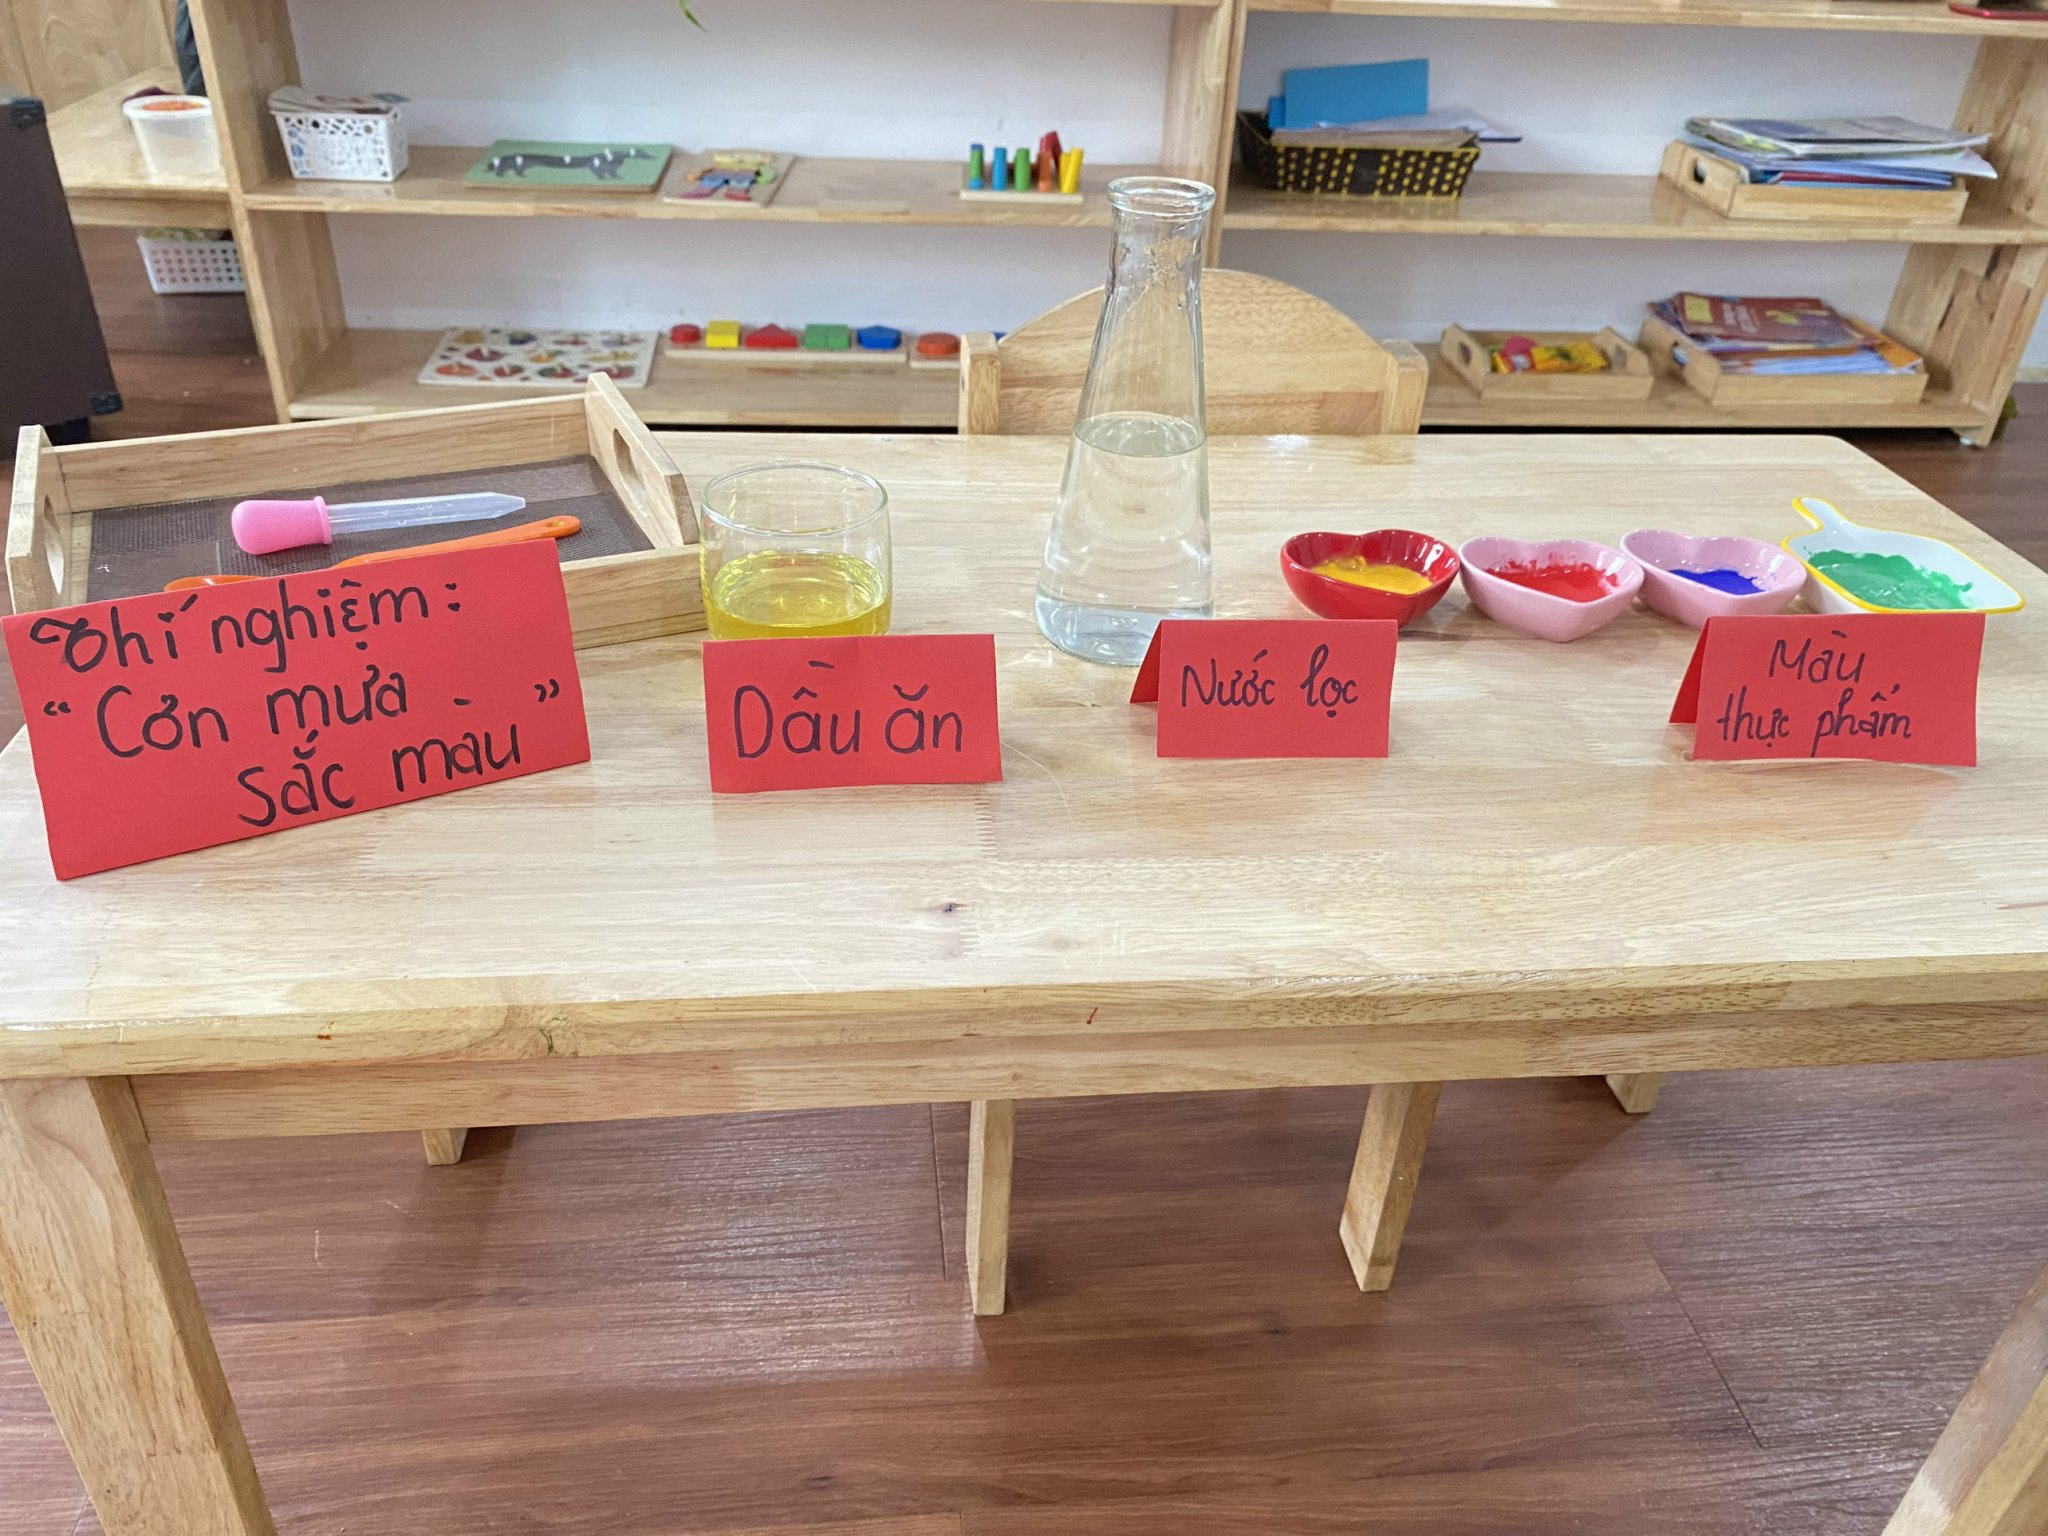 Thí nghiệm:
"Cơn mưa
sắc màu"
Dầu ăn
Nước lọc
Màu
thực phẩm